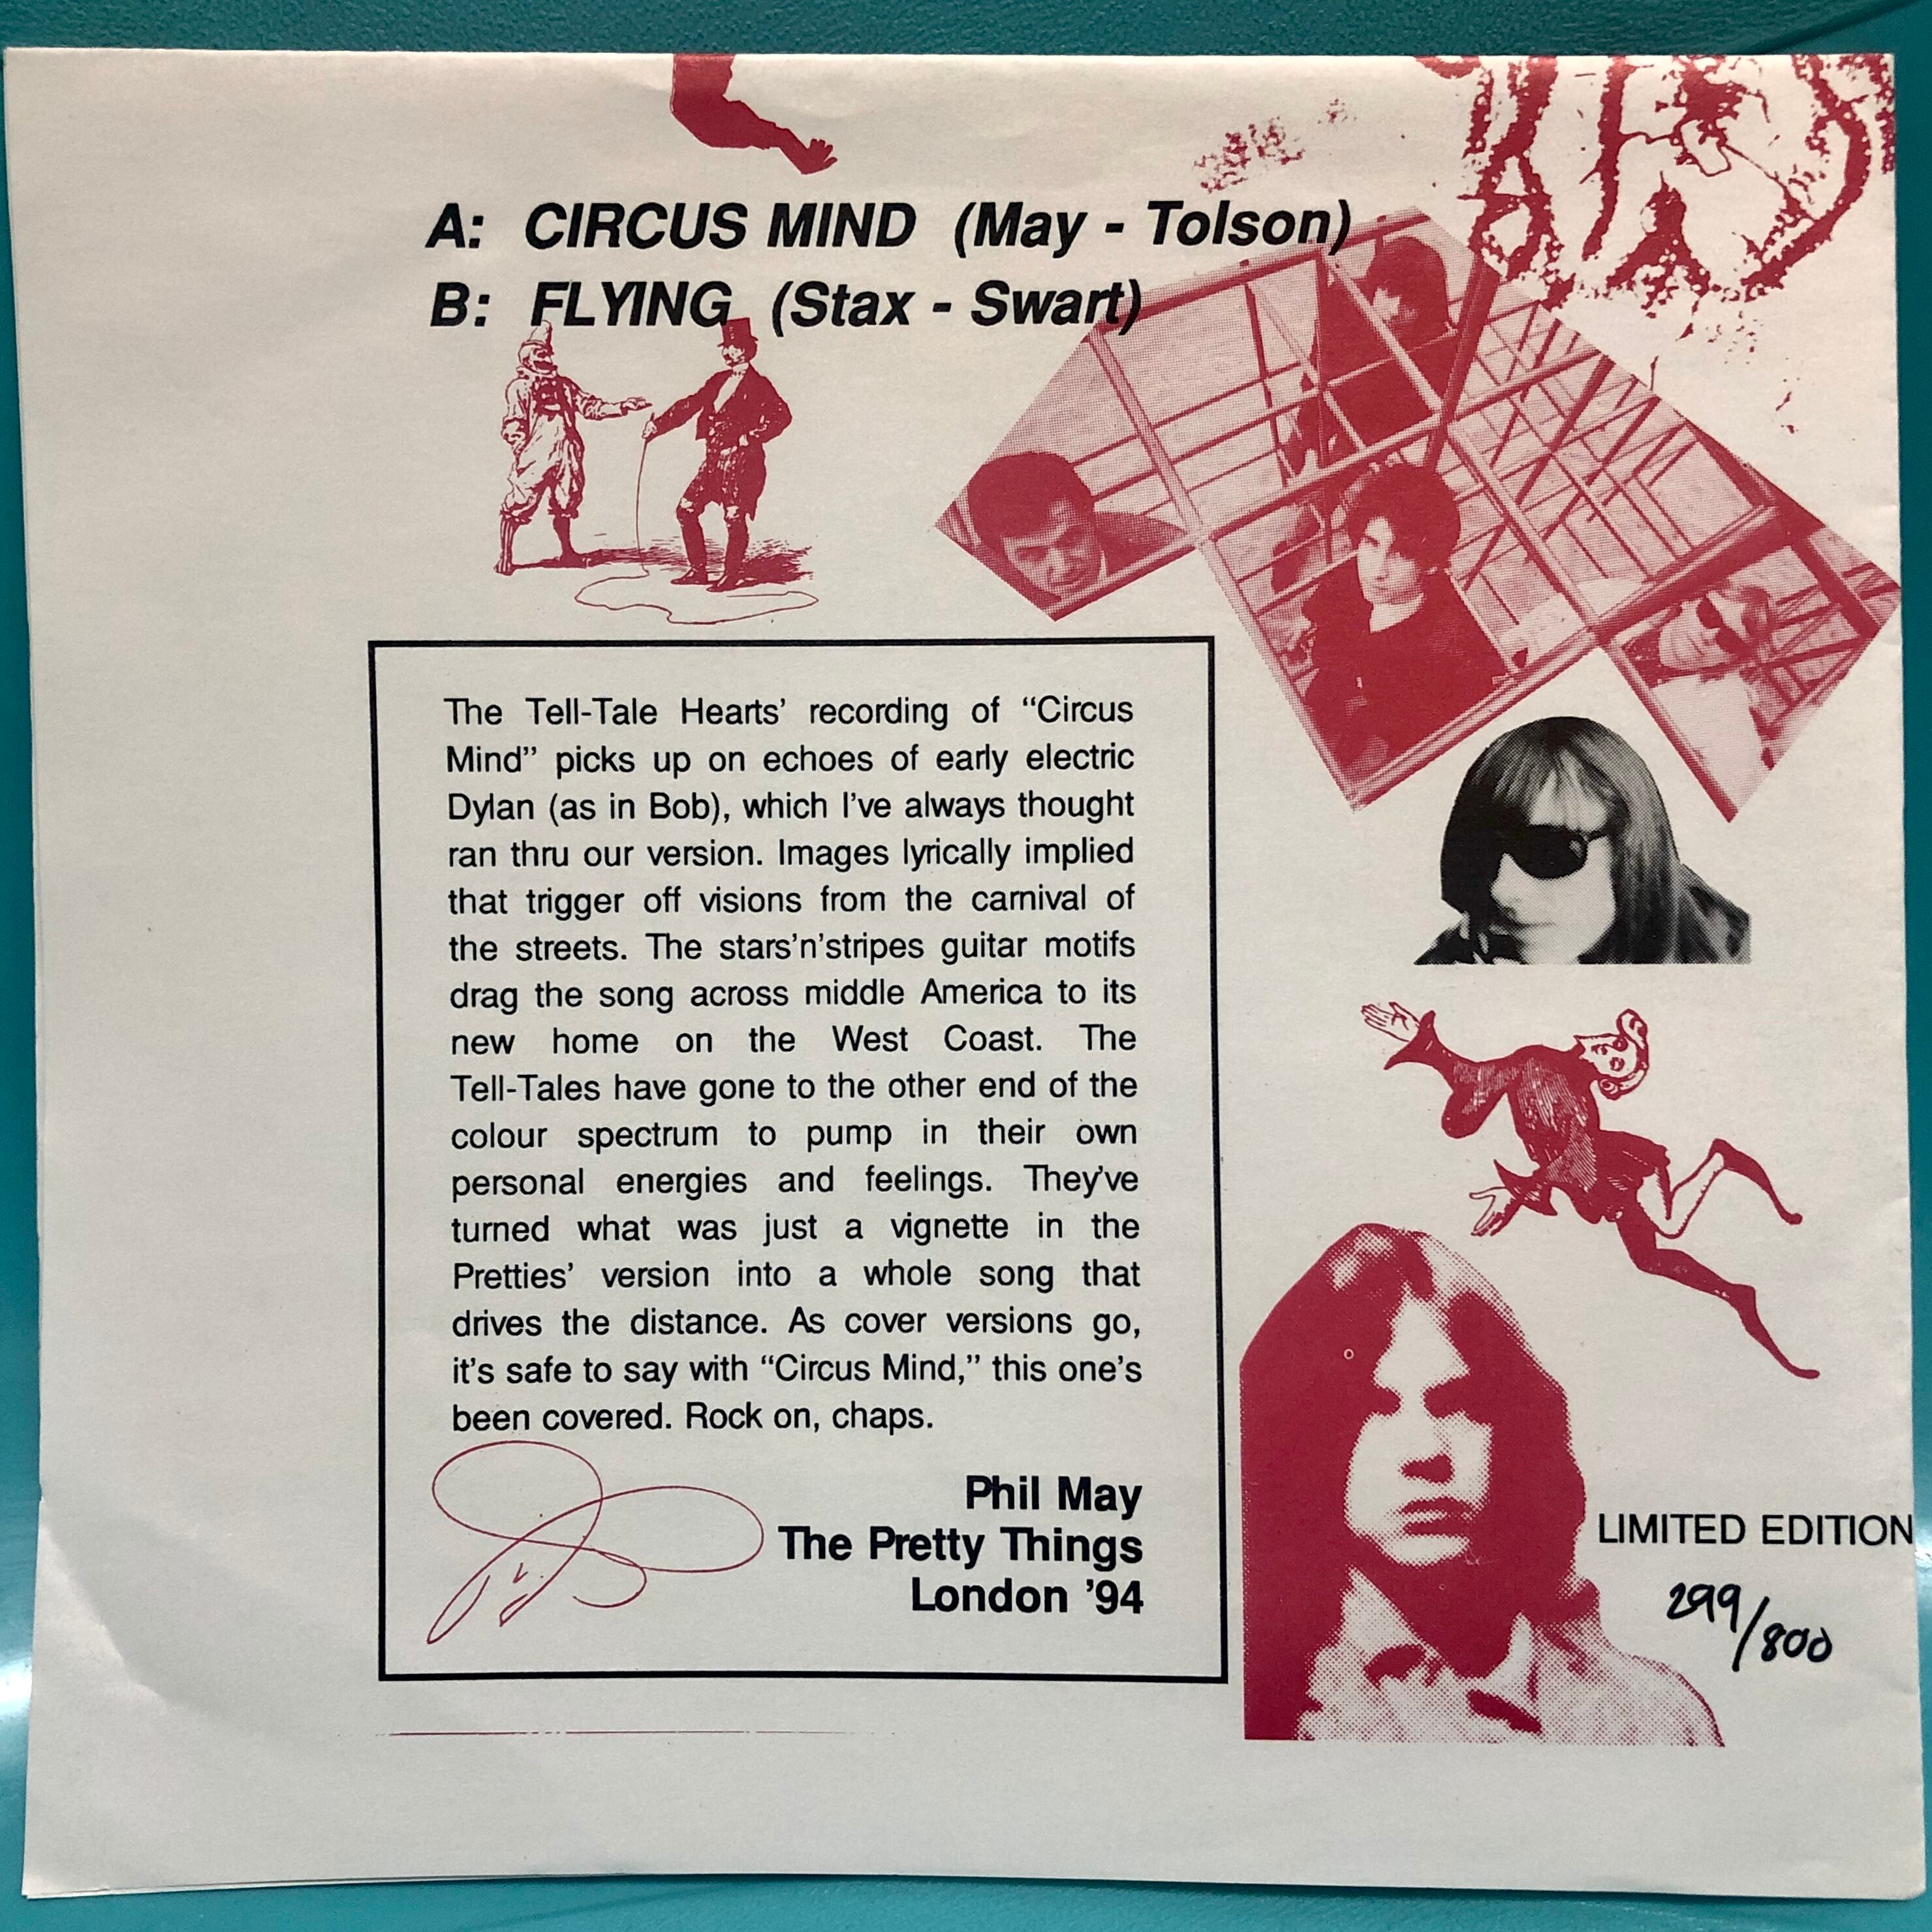 A: CIRCUS MIND (May - Tolson)
B: FLYING (Stax - Swart)
The Tell-Tale Hearts' recording of “Circus
Mind” picks up on echoes of early electric
Dylan (as in Bob), which I've always thought
ran thru our version. Images lyrically implied
that trigger off visions from the carnival of
the streets. The stars'n'stripes guitar motifs
drag the song across middle America to its
new home on the West Coast. The
Tell-Tales have gone to the other end of the
colour spectrum to pump in their own
personal energies and feelings. They've
turned what was just a vignette in the
Pretties' version into a whole song that
drives the distance. As cover versions go,
it's safe to say with “Circus Mind,” this one's
been covered. Rock on, chaps.
Phil May
The Pretty Things
London '94
LIMITED EDITION
299/800